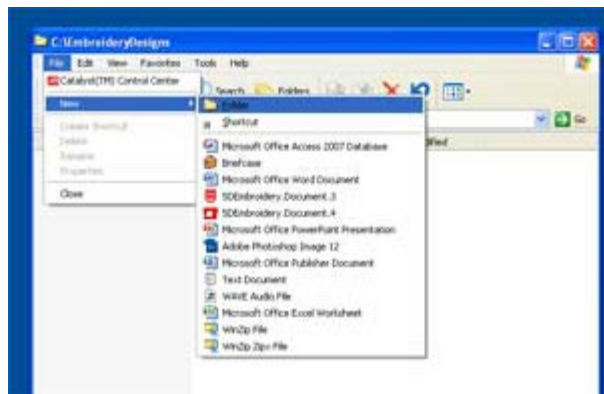 C:\EmbroideryDesigns
File Edit View Favorites Tools Help
Catalyst(TM) Control Center
Search Folders
New
Folder
Go
Shortcut
Create Shortcut
Delete
Microsoft Office Access 2007 Database
Rename
Briefcase
Properties
Microsoft Office Word Document
Close
SDEmbroidery.Document.3
SDEmbroidery.Document.4
Microsoft Office PowerPoint Presentation
Adobe Photoshop Image 12
Microsoft Office Publisher Document
Text Document
WAVE Audio File
Microsoft Office Excel Worksheet
WinZip File
WinZip Zipx File